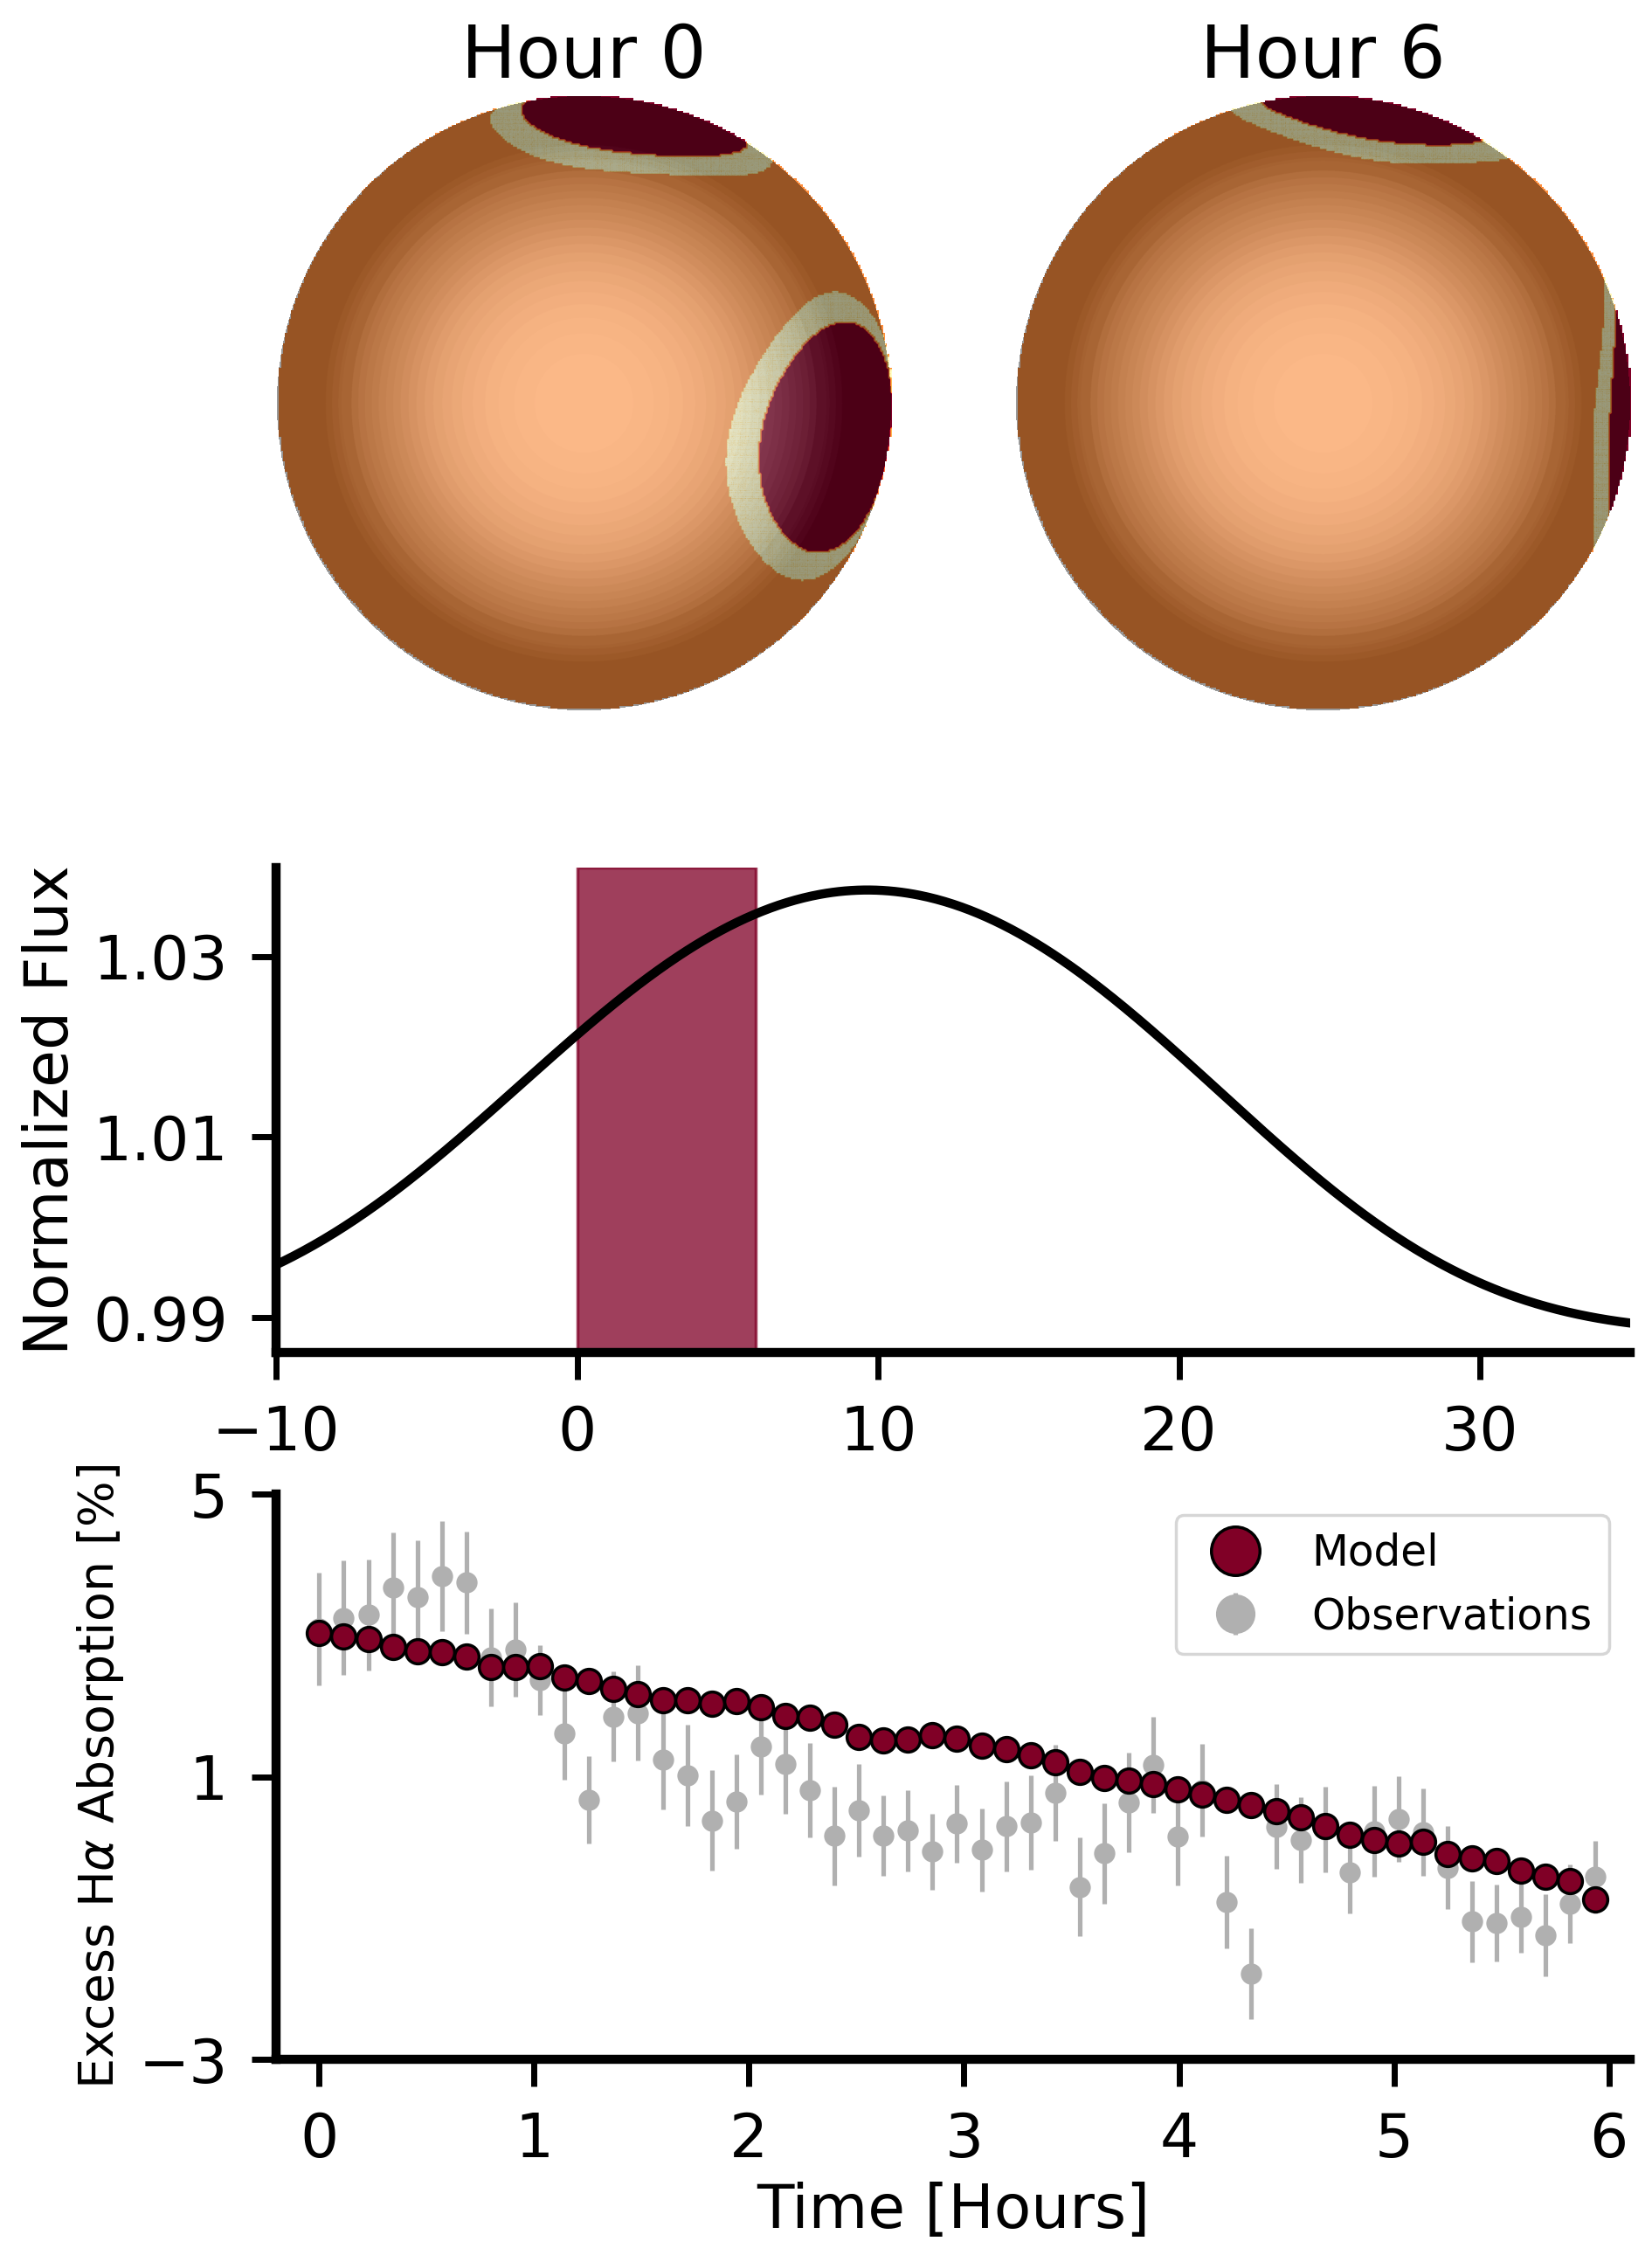 Hour 0
Hour 6
Normalized Flux
1.03
1.01
0.99
−10 0 10 20 30
Excess Hα Absorption [%]
5
1
−3
Model
Observations
0 1 2 3 4 5 6
Time [Hours]